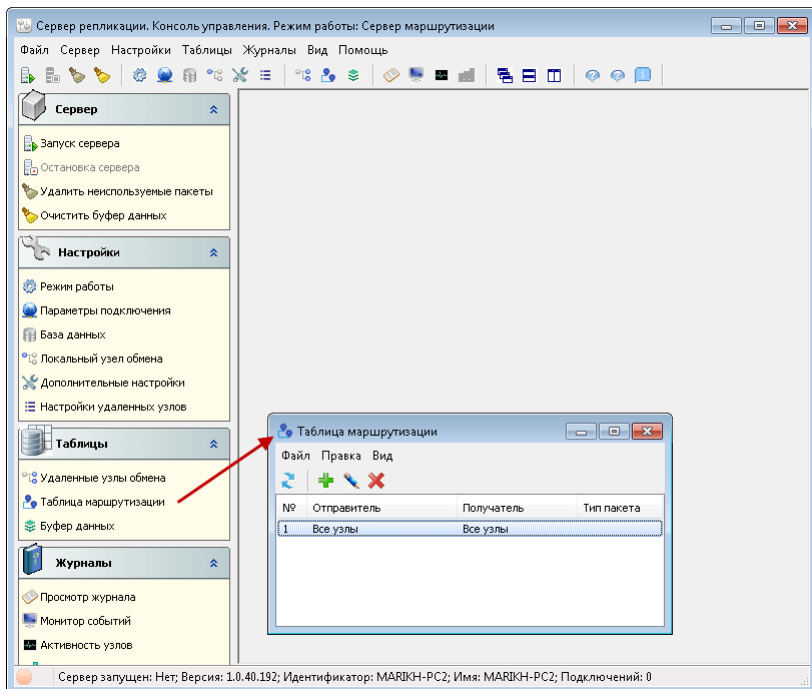 Сервер репликации. Консоль управления. Режим работы: Сервер маршрутизации
Файл Сервер Настройки Таблицы Журналы Вид Помощь
Сервер
Запуск сервера
Остановка сервера
Удалить неиспользуемые пакеты
Очистить буфер данных
Настройки
Режим работы
Параметры подключения
База данных
Локальный узел обмена
Дополнительные настройки
Настройки удаленных узлов
Таблицы
Удаленные узлы обмена
Таблица маршрутизации
Буфер данных
Журналы
Просмотр журнала
Монитор событий
Активность узлов
Таблица маршрутизации
Файл Правка Вид
№ Отправитель Получатель Тип пакета
1 Все узлы Все узлы
Сервер запущен: Нет; Версия: 1.0.40.192; Идентификатор: MARIKH-PC2; Имя: MARIKH-PC2; Подключений: 0